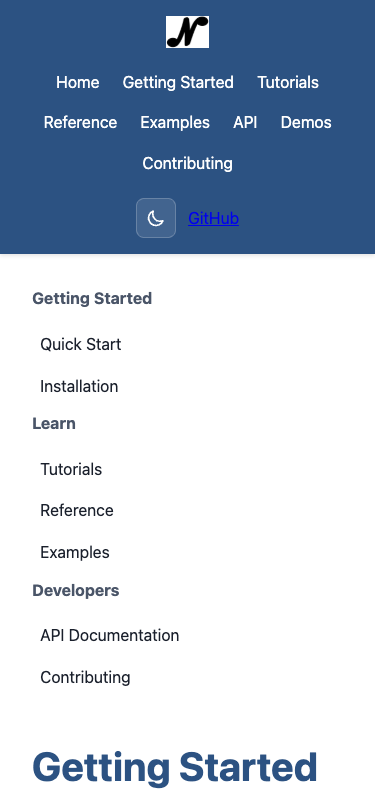 N
Home Getting Started Tutorials
Reference Examples API Demos
Contributing
GitHub
Getting Started
Quick Start
Installation
Learn
Tutorials
Reference
Examples
Developers
API Documentation
Contributing
Getting Started